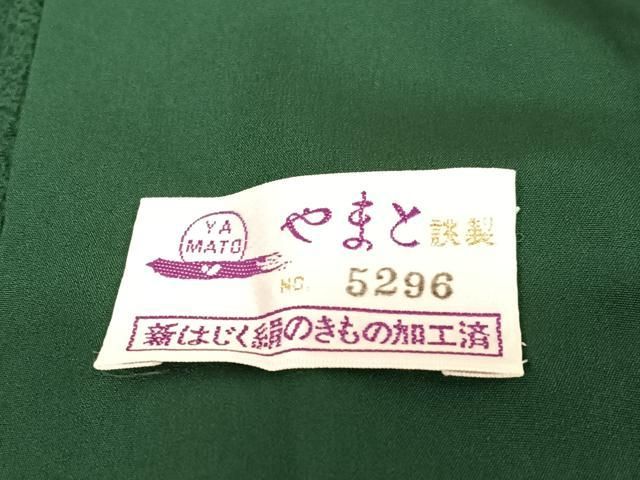 YA
MATO
やまと謹製
NO. 5296
新はじく絹のきもの加工済